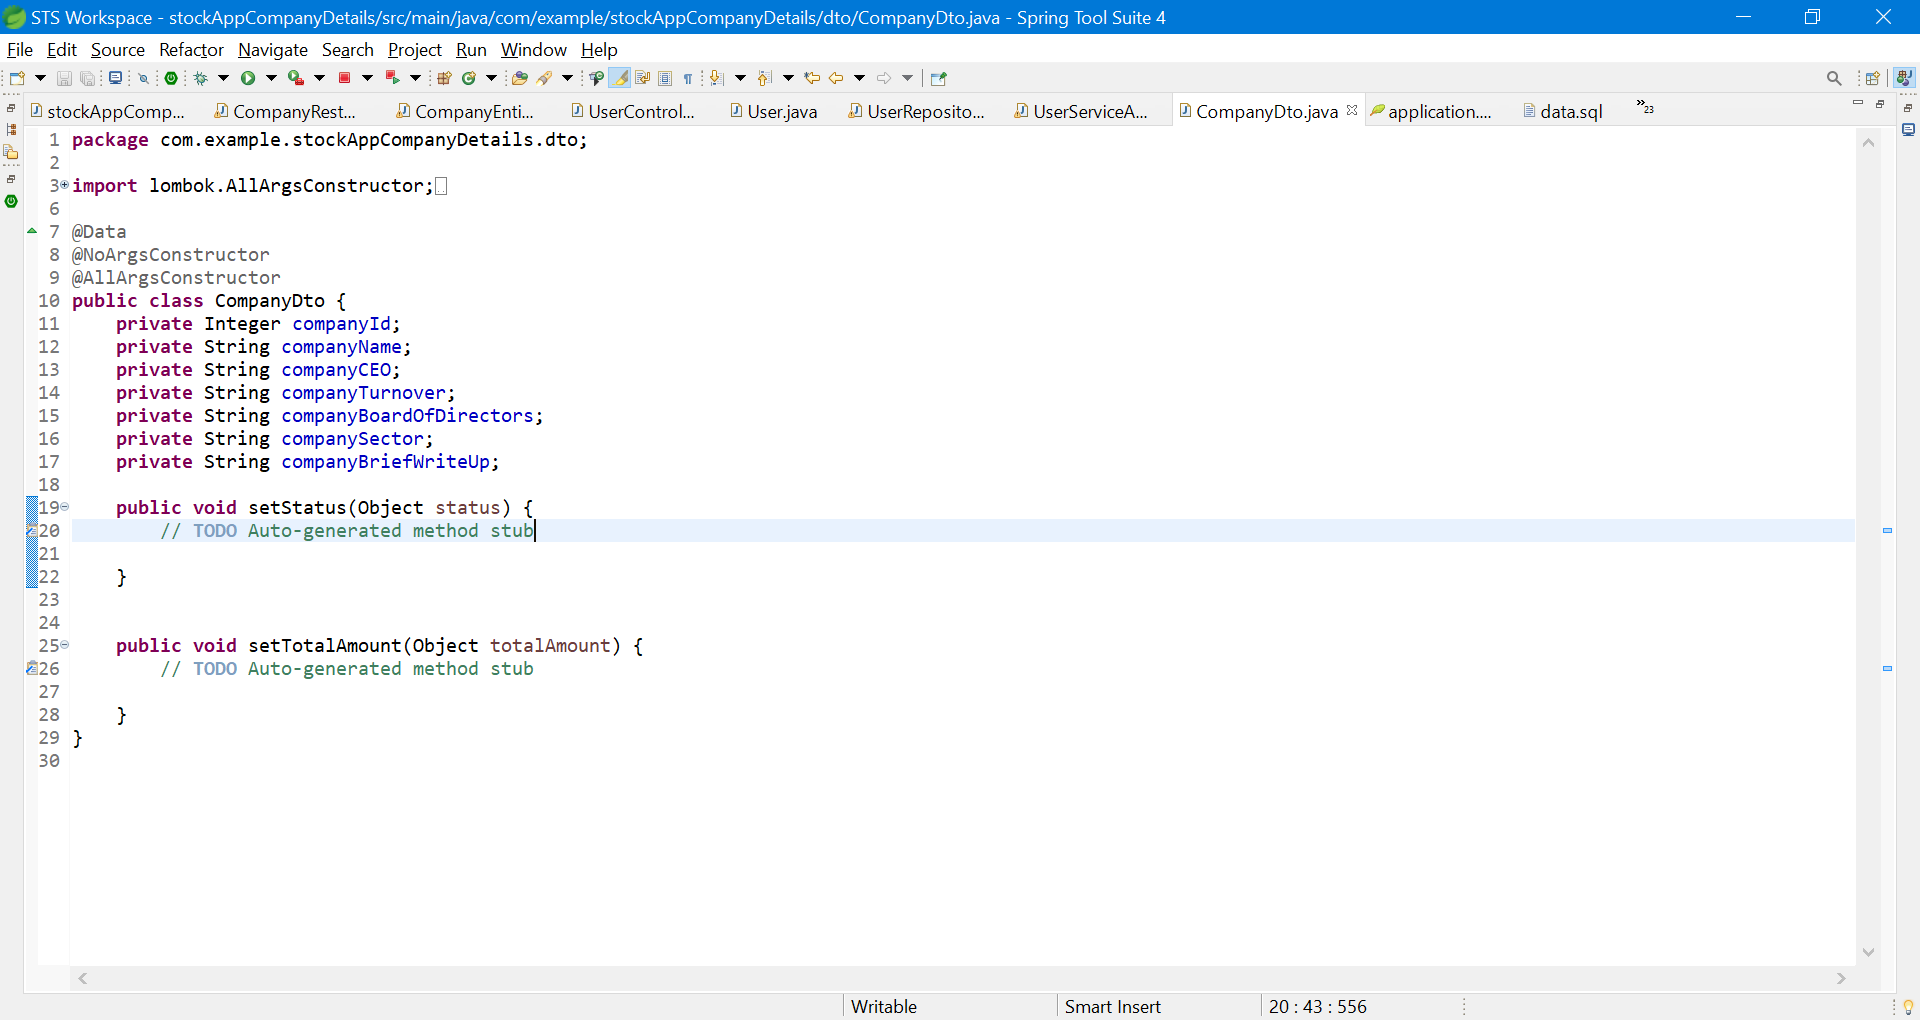 STS Workspace - stockAppCompanyDetails/src/main/java/com/example/stockAppCompanyDetails/dto/CompanyDto.java - Spring Tool Suite 4
File Edit Source Refactor Navigate Search Project Run Window Help
stockAppComp... CompanyRest... CompanyEnti... UserControl... User.java UserReposito... UserServiceA... CompanyDto.java application.... data.sql »23
1 package com.example.stockAppCompanyDetails.dto;
2
3 import lombok.AllArgsConstructor;
6
7 @Data
8 @NoArgsConstructor
9 @AllArgsConstructor
10 public class CompanyDto {
11 private Integer companyId;
12 private String companyName;
13 private String companyCEO;
14 private String companyTurnover;
15 private String companyBoardOfDirectors;
16 private String companySector;
17 private String companyBriefWriteUp;
18
19 public void setStatus(Object status) {
20 // TODO Auto-generated method stub
21
22 }
23
24
25 public void setTotalAmount(Object totalAmount) {
26 // TODO Auto-generated method stub
27
28 }
29 }
30
Writable Smart Insert 20 : 43 : 556